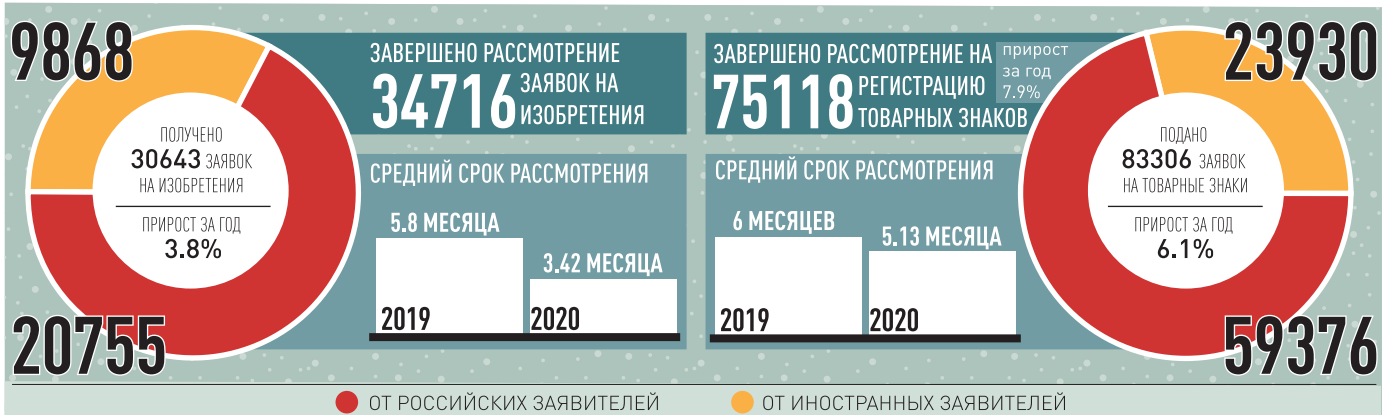 9868
ПОЛУЧЕНО
30643 ЗАЯВОК
НА ИЗОБРЕТЕНИЯ
ПРИРОСТ ЗА ГОД
3.8%
20755
ЗАВЕРШЕНО РАССМОТРЕНИЕ
34716 ЗАЯВОК НА
ИЗОБРЕТЕНИЯ
СРЕДНИЙ СРОК РАССМОТРЕНИЯ
5.8 МЕСЯЦА
3.42 МЕСЯЦА
2019
2020
ЗАВЕРШЕНО РАССМОТРЕНИЕ НА
75118 РЕГИСТРАЦИЮ
ТОВАРНЫХ ЗНАКОВ
прирост
за год
7.9%
СРЕДНИЙ СРОК РАССМОТРЕНИЯ
6 МЕСЯЦЕВ
5.13 МЕСЯЦА
2019
2020
23930
ПОДАНО
83306 ЗАЯВОК
НА ТОВАРНЫЕ ЗНАКИ
ПРИРОСТ ЗА ГОД
6.1%
59376
ОТ РОССИЙСКИХ ЗАЯВИТЕЛЕЙ
ОТ ИНОСТРАННЫХ ЗАЯВИТЕЛЕЙ